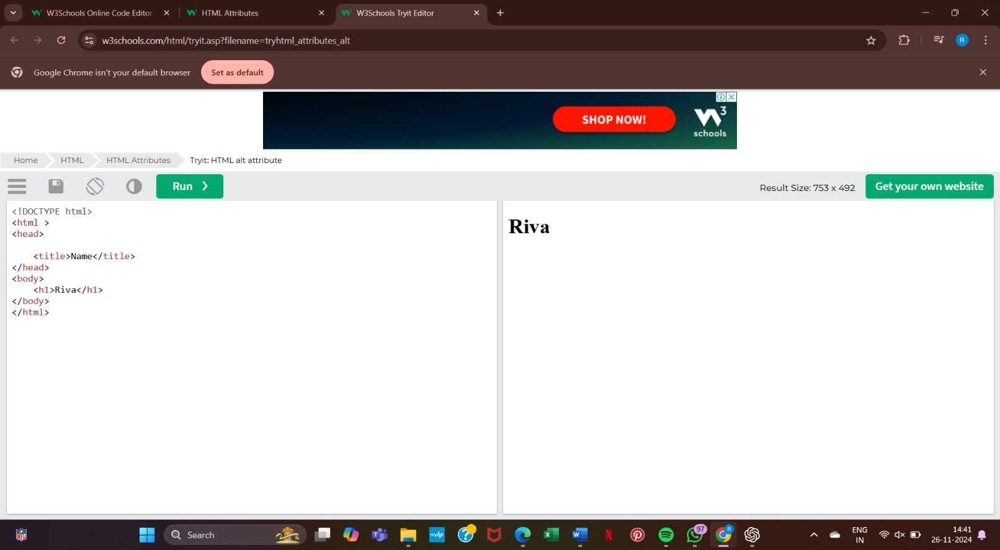 W3Schools Online Code Editor
HTML Attributes
W3Schools Tryit Editor
w3schools.com/html/tryit.asp?filename=tryhtml_attributes_alt
R
Google Chrome isn't your default browser
Set as default
SHOP NOW!
3
schools
Home
HTML
HTML Attributes
Tryit: HTML alt attribute
Run ❯
Result Size: 753 x 492
Get your own website
<!DOCTYPE html>
<html >
<head>
<title>Name</title>
</head>
<body>
<h1>Riva</h1>
</body>
</html>
Riva
NFL
Search
myhp
97
R
ENG
IN
14:41
26-11-2024